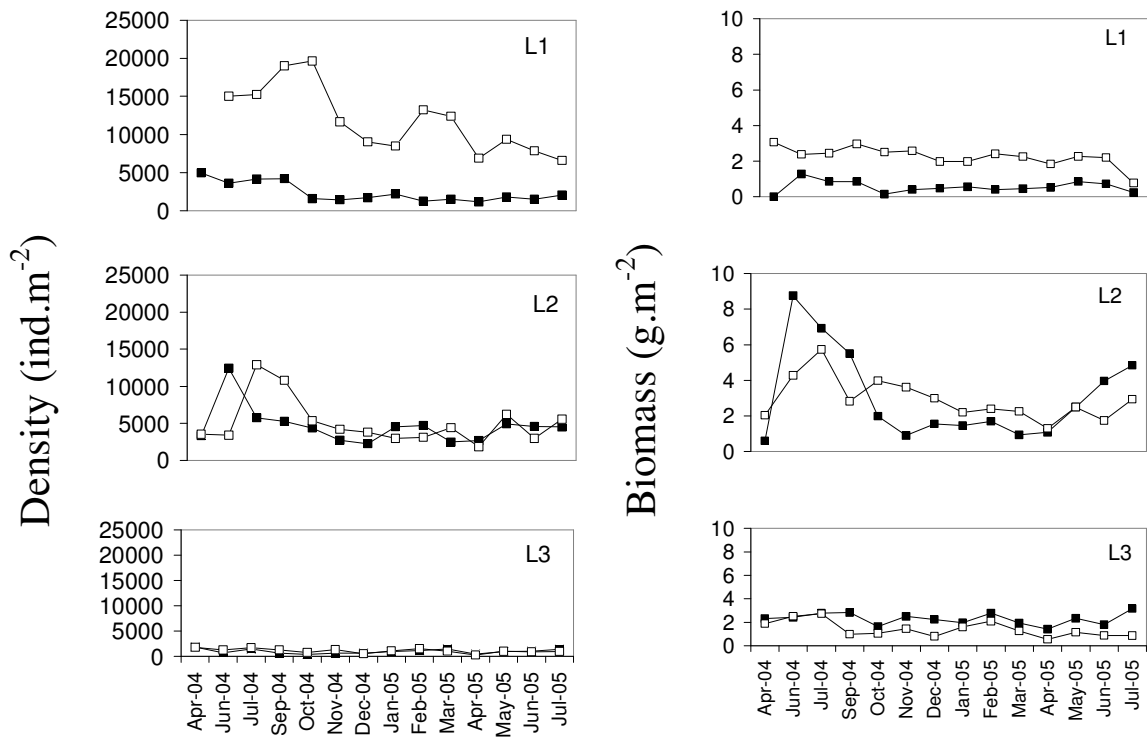 Density (ind.m-2)
25000
20000
15000
10000
5000
0
L1
25000
20000
15000
10000
5000
0
L2
25000
20000
15000
10000
5000
0
L3
Apr-04
Jun-04
Jul-04
Sep-04
Oct-04
Nov-04
Dec-04
Jan-05
Feb-05
Mar-05
Apr-05
May-05
Jun-05
Jul-05
Biomass (g.m-2)
10
8
6
4
2
0
L1
10
8
6
4
2
0
L2
10
8
6
4
2
0
L3
Apr-04
Jun-04
Jul-04
Sep-04
Oct-04
Nov-04
Dec-04
Jan-05
Feb-05
Mar-05
Apr-05
May-05
Jun-05
Jul-05